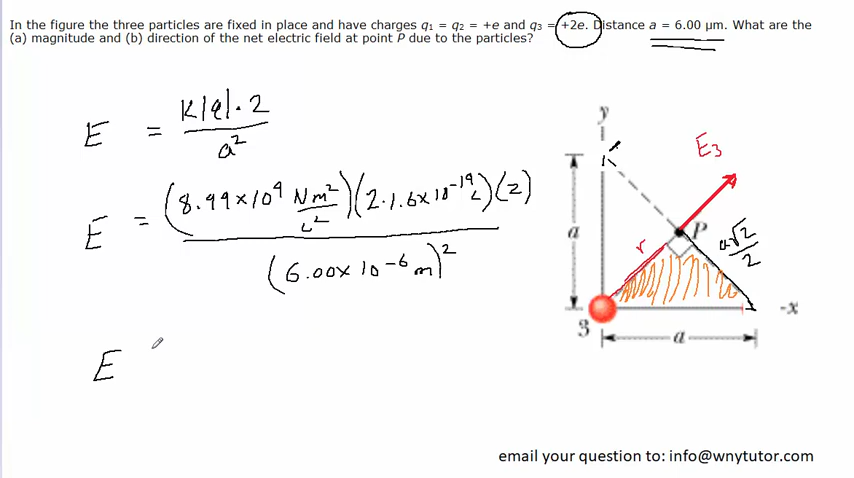 In the figure the three particles are fixed in place and have charges q₁ = q₂ = +e and q₃ = +2e. Distance a = 6.00 μm. What are the
(a) magnitude and (b) direction of the net electric field at point P due to the particles?
E = K|q|·2 / a²
E = (8.99×10⁹ Nm²/C²)(2·1.6×10⁻¹⁹C)(2) / (6.00×10⁻⁶m)²
E
y
E₃
a
r
P
a√2/2
3
-x
a
email your question to: info@wnytutor.com